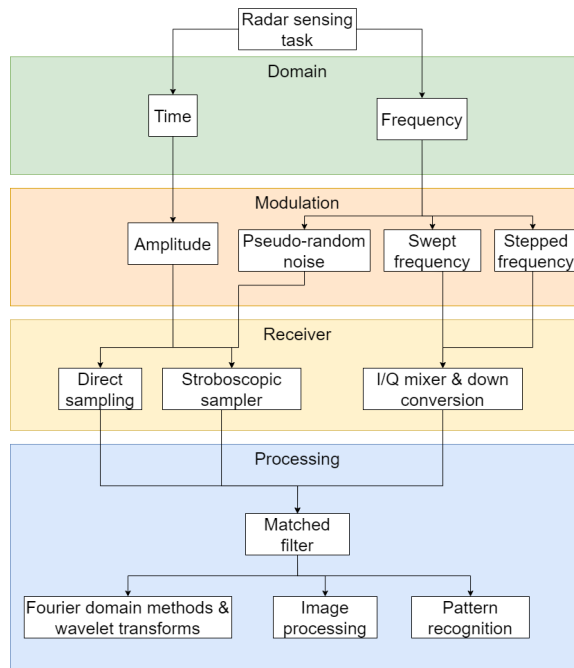 Radar sensing
task
Domain
Time
Frequency
Modulation
Amplitude
Pseudo-random
noise
Swept
frequency
Stepped
frequency
Receiver
Direct
sampling
Stroboscopic
sampler
I/Q mixer & down
conversion
Processing
Matched
filter
Fourier domain methods &
wavelet transforms
Image
processing
Pattern
recognition